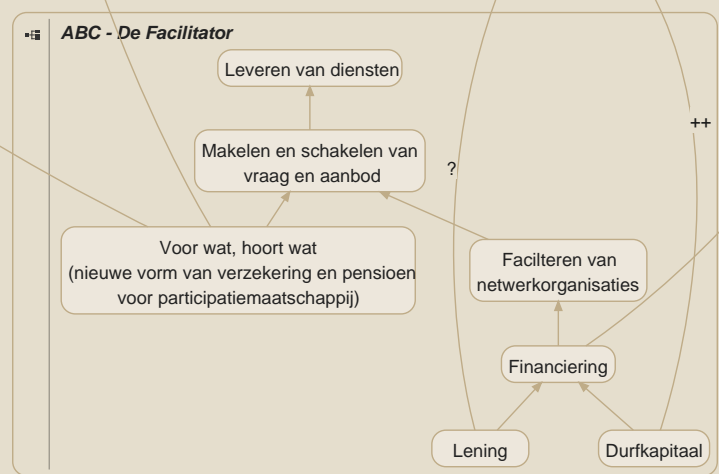 ABC - De Facilitator
Leveren van diensten
++
Makelen en schakelen van
vraag en aanbod
?
Voor wat, hoort wat
(nieuwe vorm van verzekering en pensioen
voor participatiemaatschappij)
Facilteren van
netwerkorganisaties
Financiering
Lening
Durfkapitaal